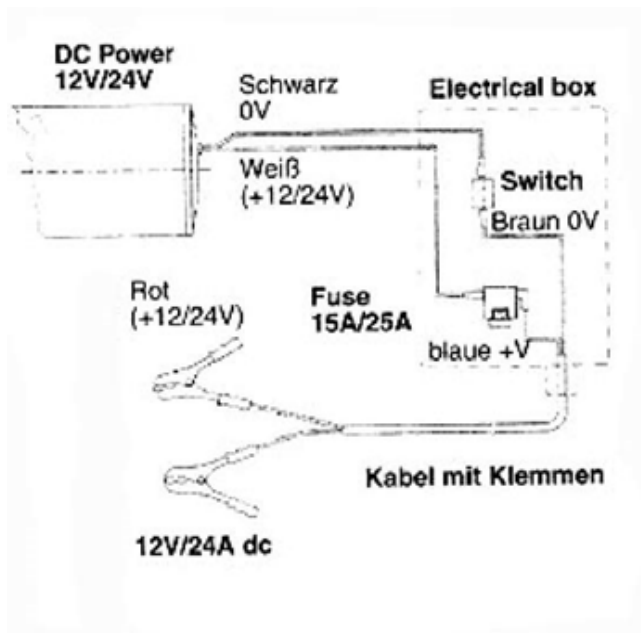 DC Power
12V/24V
Schwarz
0V
Electrical box
Weiß
(+12/24V)
Switch
Braun 0V
Rot
(+12/24V)
Fuse
15A/25A
blaue +V
Kabel mit Klemmen
12V/24A dc